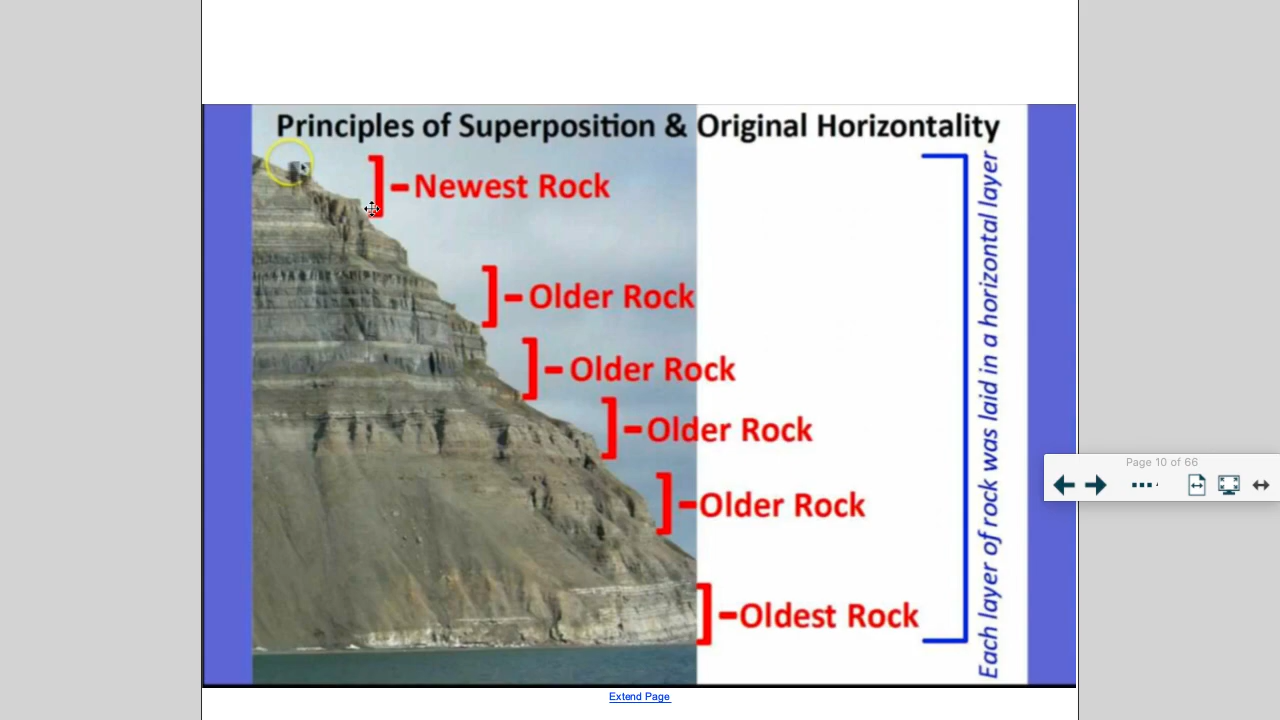 Principles of Superposition & Original Horizontality
Newest Rock
Older Rock
Older Rock
Older Rock
Older Rock
Oldest Rock
Each layer of rock was laid in a horizontal layer
Page 10 of 66
Extend Page